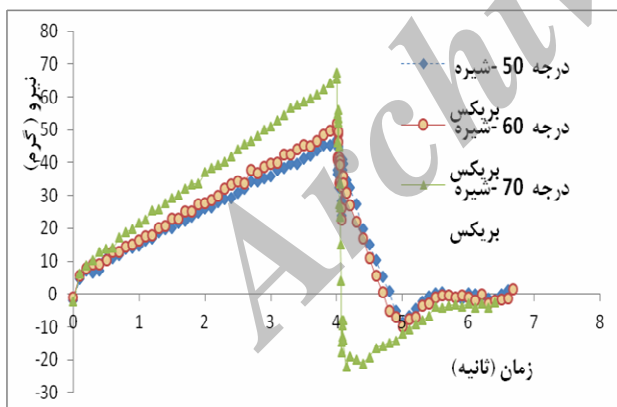 80
70
60
50
40
30
20
10
0
-10
-20
-30
0 1 2 3 4 5 6 7 8
نیرو (گرم)
زمان (ثانیه)
شیره- 50 درجه
بریکس
شیره- 60 درجه
بریکس
شیره- 70 درجه
بریکس
Archiv